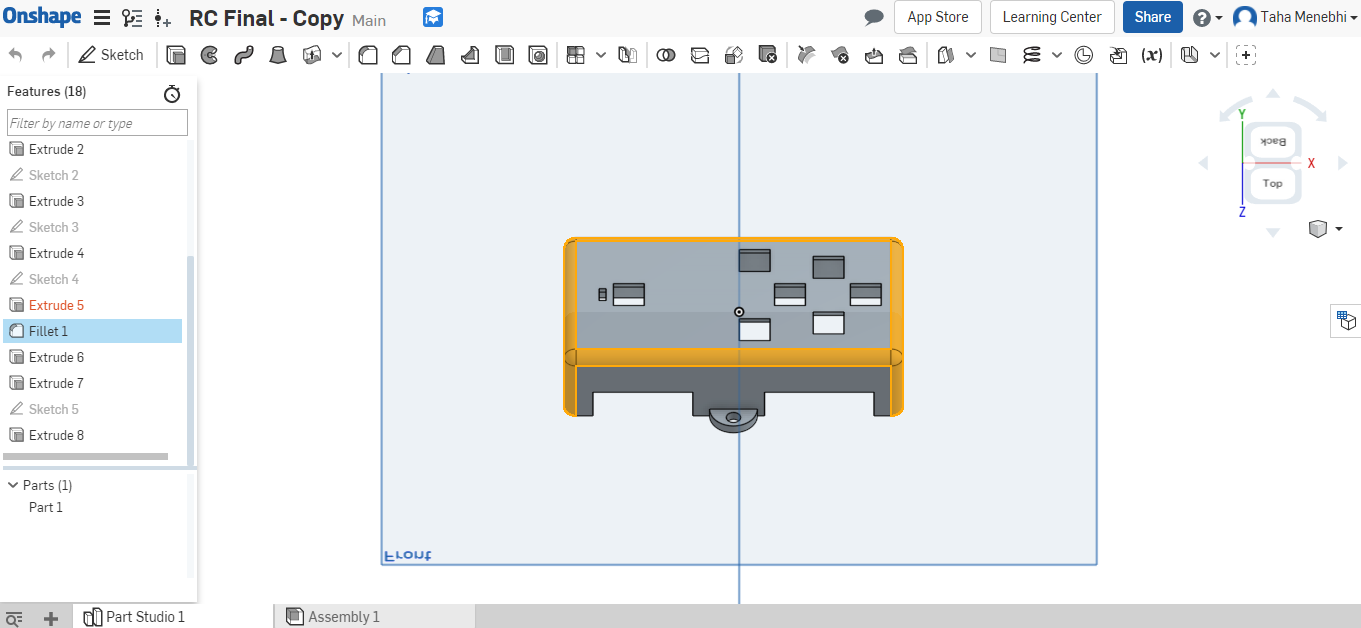 Onshape RC Final - Copy Main App Store Learning Center Share Taha Menebhi
Sketch (x)
Features (18)
Filter by name or type
Extrude 2
Sketch 2
Extrude 3
Sketch 3
Extrude 4
Sketch 4
Extrude 5
Fillet 1
Extrude 6
Extrude 7
Sketch 5
Extrude 8
Parts (1)
Part 1
Y
Back
X
Top
Z
Front
Part Studio 1 Assembly 1